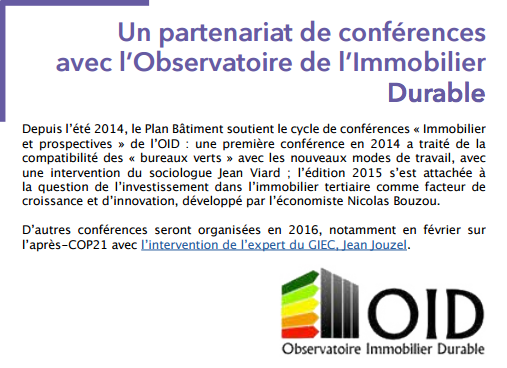 Un partenariat de conférences
avec l’Observatoire de l’Immobilier
Durable
Depuis l’été 2014, le Plan Bâtiment soutient le cycle de conférences « Immobilier
et prospectives » de l’OID : une première conférence en 2014 a traité de la
compatibilité des « bureaux verts » avec les nouveaux modes de travail, avec
une intervention du sociologue Jean Viard ; l’édition 2015 s’est attachée à
la question de l’investissement dans l’immobilier tertiaire comme facteur de
croissance et d’innovation, développé par l’économiste Nicolas Bouzou.
D’autres conférences seront organisées en 2016, notamment en février sur
l’après-COP21 avec l’intervention de l’expert du GIEC, Jean Jouzel.
OID
Observatoire Immobilier Durable